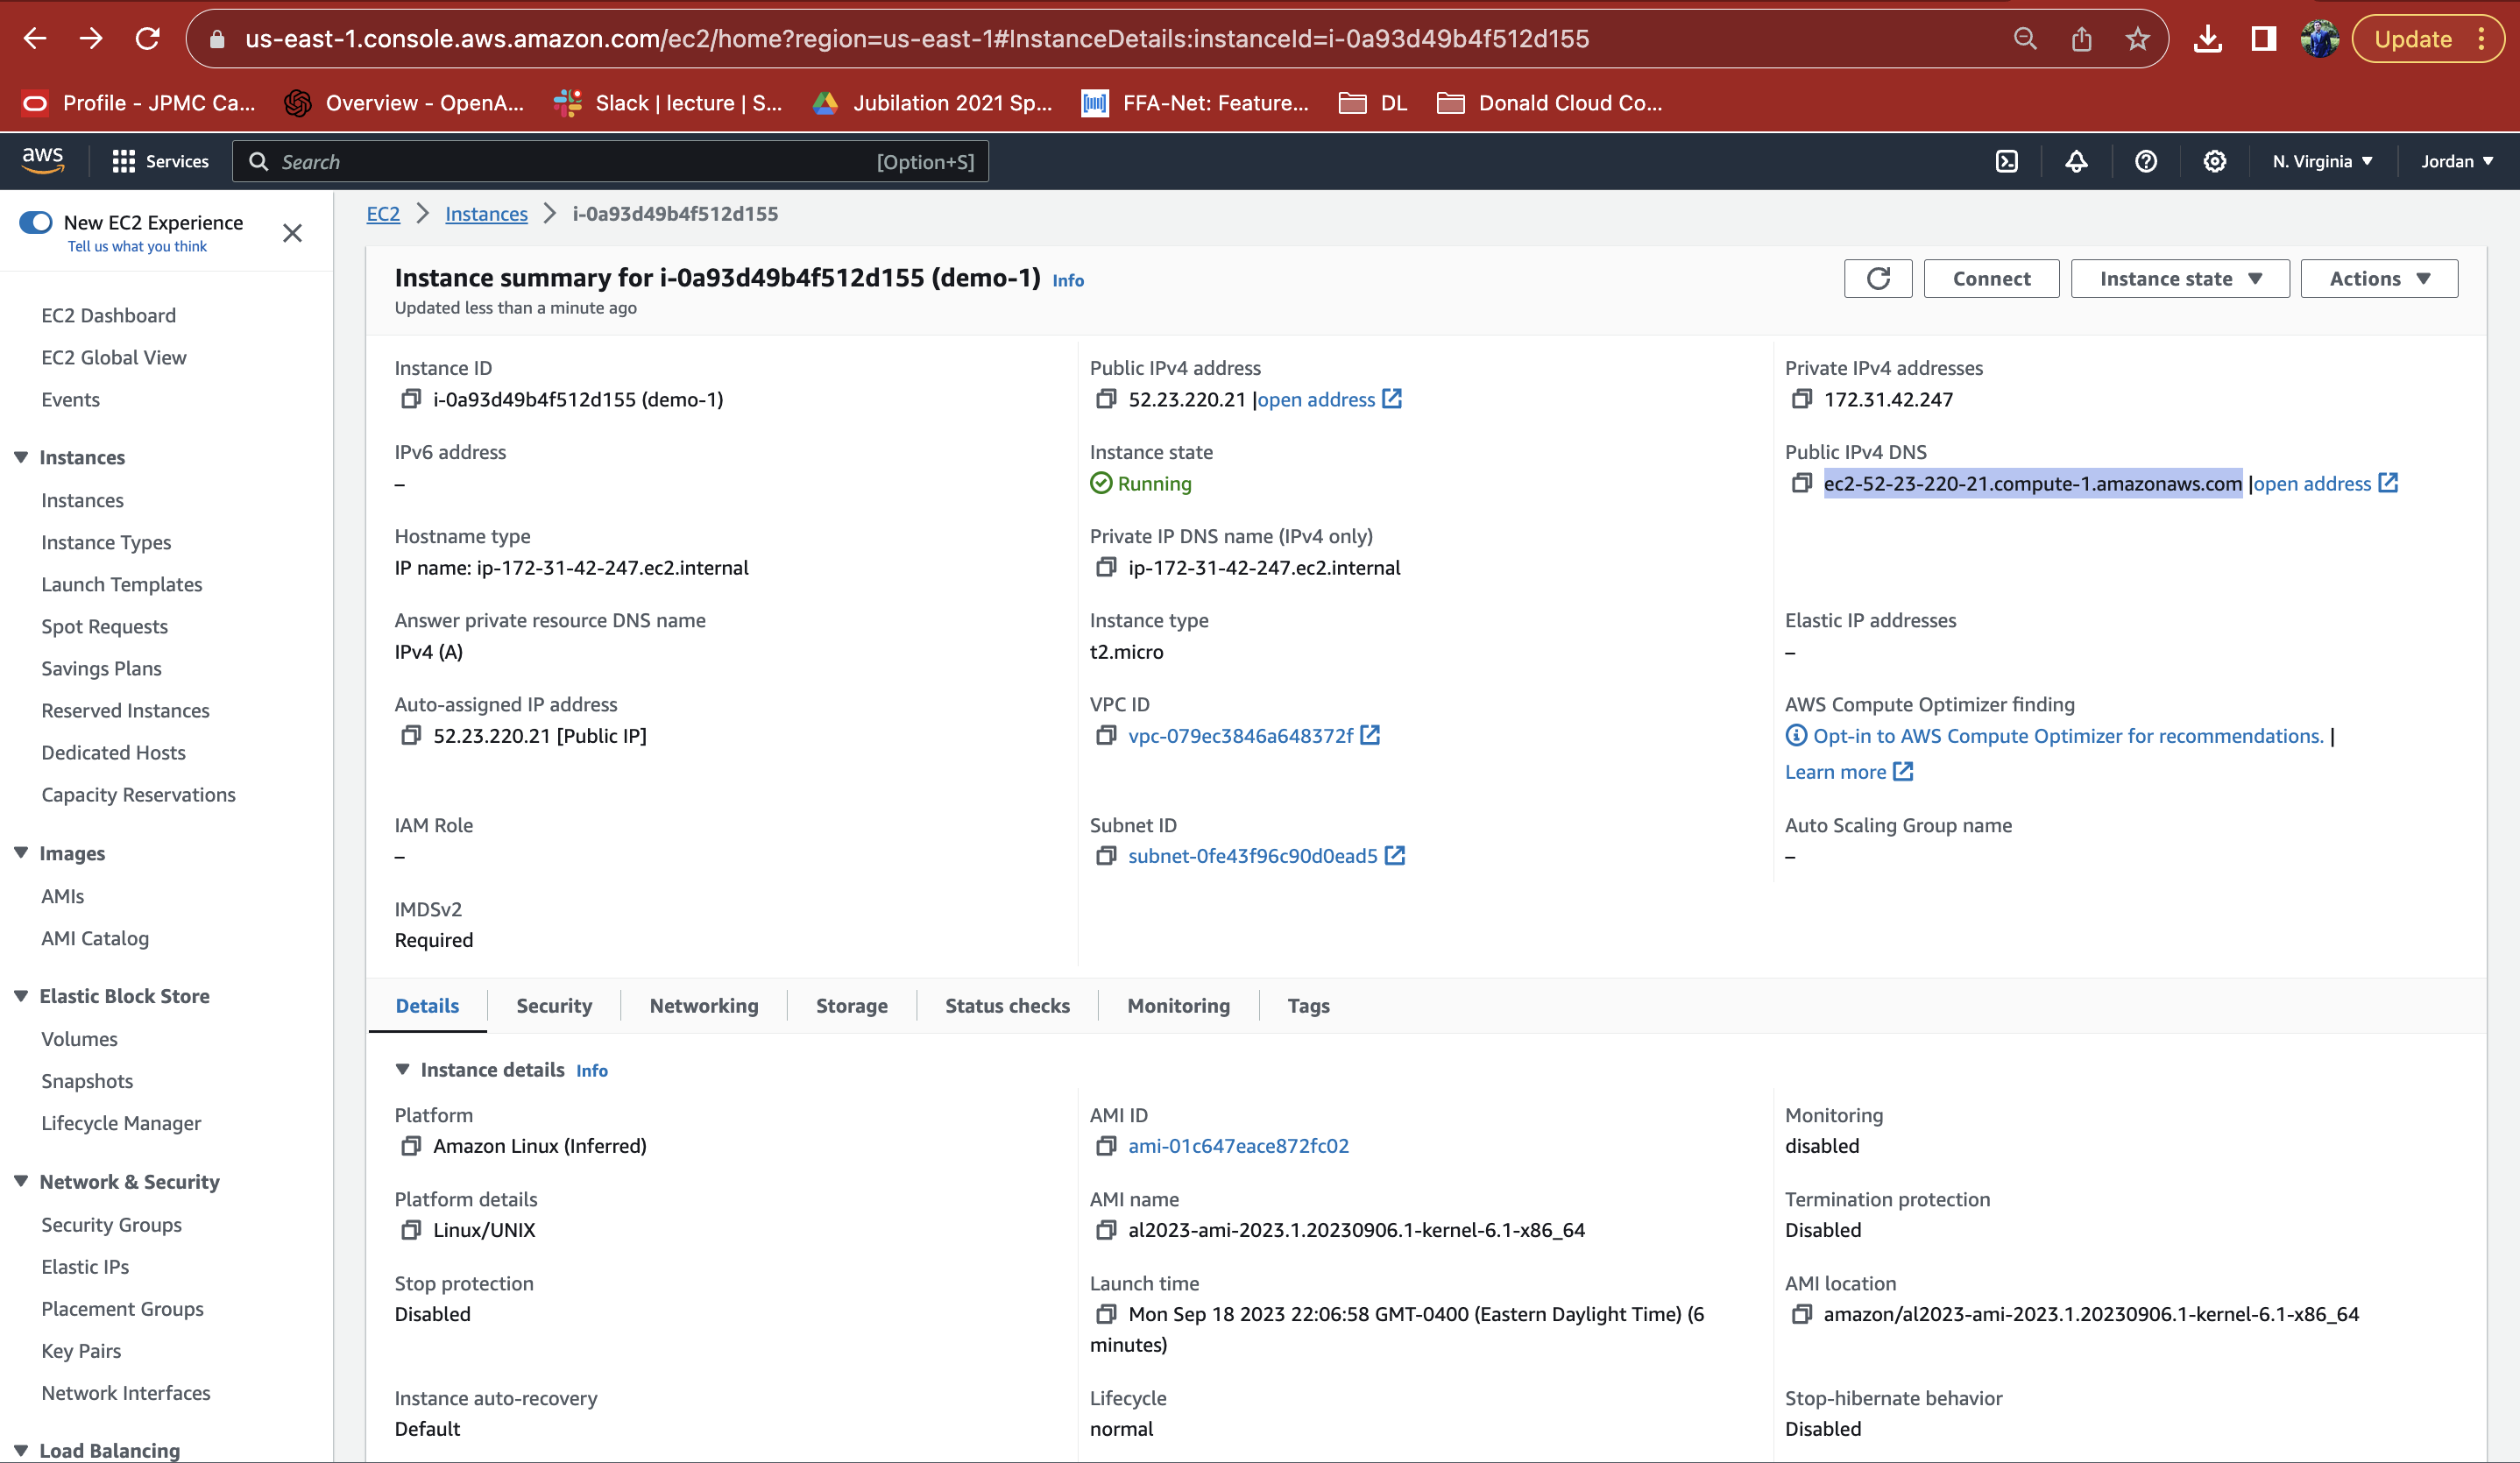 us-east-1.console.aws.amazon.com/ec2/home?region=us-east-1#InstanceDetails:instanceId=i-0a93d49b4f512d155
Update
Profile - JPMC Ca...
Overview - OpenA...
Slack | lecture | S...
Jubilation 2021 Sp...
FFA-Net: Feature...
DL
Donald Cloud Co...
aws
Services
Search
[Option+S]
N. Virginia
Jordan
New EC2 Experience
Tell us what you think
EC2 Dashboard
EC2 Global View
Events
Instances
Instances
Instance Types
Launch Templates
Spot Requests
Savings Plans
Reserved Instances
Dedicated Hosts
Capacity Reservations
Images
AMIs
AMI Catalog
Elastic Block Store
Volumes
Snapshots
Lifecycle Manager
Network & Security
Security Groups
Elastic IPs
Placement Groups
Key Pairs
Network Interfaces
Load Balancing
EC2
Instances
i-0a93d49b4f512d155
Instance summary for i-0a93d49b4f512d155 (demo-1) Info
Updated less than a minute ago
Connect
Instance state
Actions
Instance ID
i-0a93d49b4f512d155 (demo-1)
Public IPv4 address
52.23.220.21 |open address
Private IPv4 addresses
172.31.42.247
IPv6 address
–
Instance state
Running
Public IPv4 DNS
ec2-52-23-220-21.compute-1.amazonaws.com |open address
Hostname type
IP name: ip-172-31-42-247.ec2.internal
Private IP DNS name (IPv4 only)
ip-172-31-42-247.ec2.internal
Answer private resource DNS name
IPv4 (A)
Instance type
t2.micro
Elastic IP addresses
–
Auto-assigned IP address
52.23.220.21 [Public IP]
VPC ID
vpc-079ec3846a648372f
AWS Compute Optimizer finding
Opt-in to AWS Compute Optimizer for recommendations. |
Learn more
IAM Role
–
Subnet ID
subnet-0fe43f96c90d0ead5
Auto Scaling Group name
–
IMDSv2
Required
Details
Security
Networking
Storage
Status checks
Monitoring
Tags
Instance details Info
Platform
Amazon Linux (Inferred)
AMI ID
ami-01c647eace872fc02
Monitoring
disabled
Platform details
Linux/UNIX
AMI name
al2023-ami-2023.1.20230906.1-kernel-6.1-x86_64
Termination protection
Disabled
Stop protection
Disabled
Launch time
Mon Sep 18 2023 22:06:58 GMT-0400 (Eastern Daylight Time) (6
minutes)
AMI location
amazon/al2023-ami-2023.1.20230906.1-kernel-6.1-x86_64
Instance auto-recovery
Default
Lifecycle
normal
Stop-hibernate behavior
Disabled